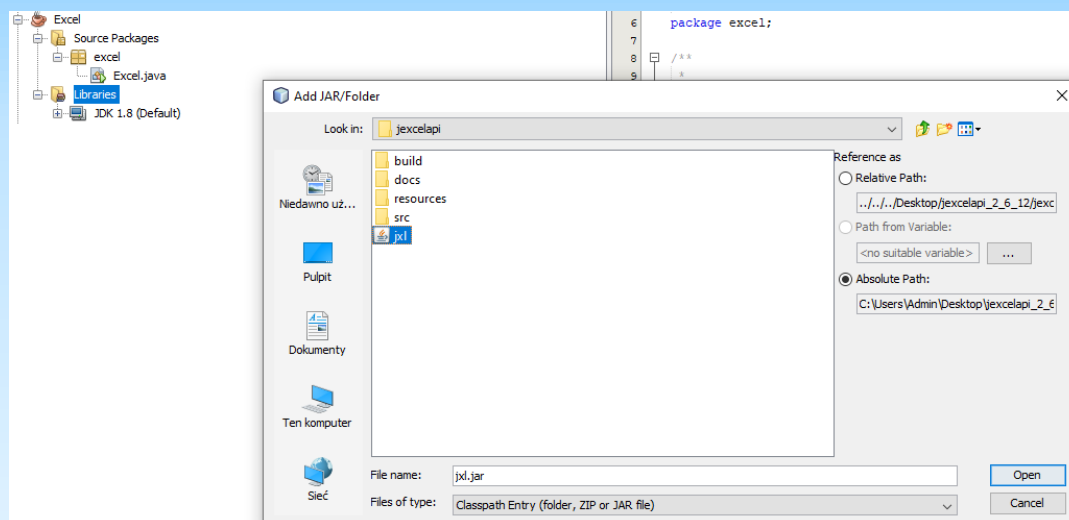 Excel
Source Packages
excel
Excel.java
Libraries
JDK 1.8 (Default)
6 package excel;
7
8 /**
9 *
Add JAR/Folder
Look in: jexcelapi
Niedawno uż...
Pulpit
Dokumenty
Ten komputer
Sieć
build
docs
resources
src
jxl
Reference as
Relative Path:
../../../Desktop/jexcelapi_2_6_12/jexc
Path from Variable:
<no suitable variable> ...
Absolute Path:
C:\Users\Admin\Desktop\jexcelapi_2_6
File name: jxl.jar Open
Files of type: Classpath Entry (folder, ZIP or JAR file) Cancel